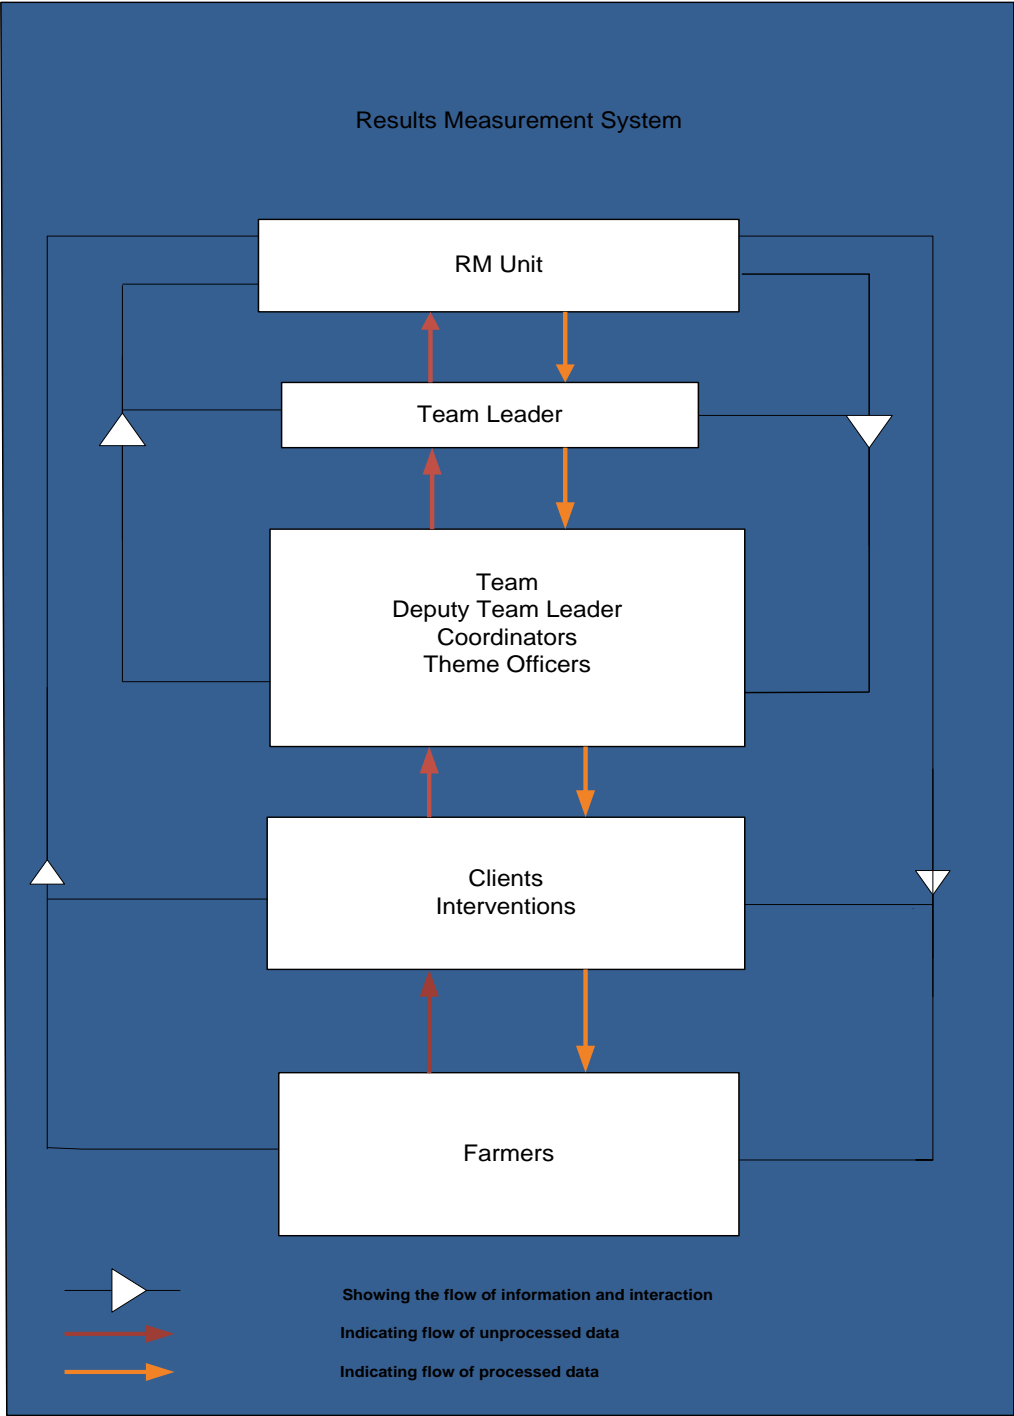 Results Measurement System
RM Unit
Team Leader
Team
Deputy Team Leader
Coordinators
Theme Officers
Clients
Interventions
Farmers
Showing the flow of information and interaction
Indicating flow of unprocessed data
Indicating flow of processed data